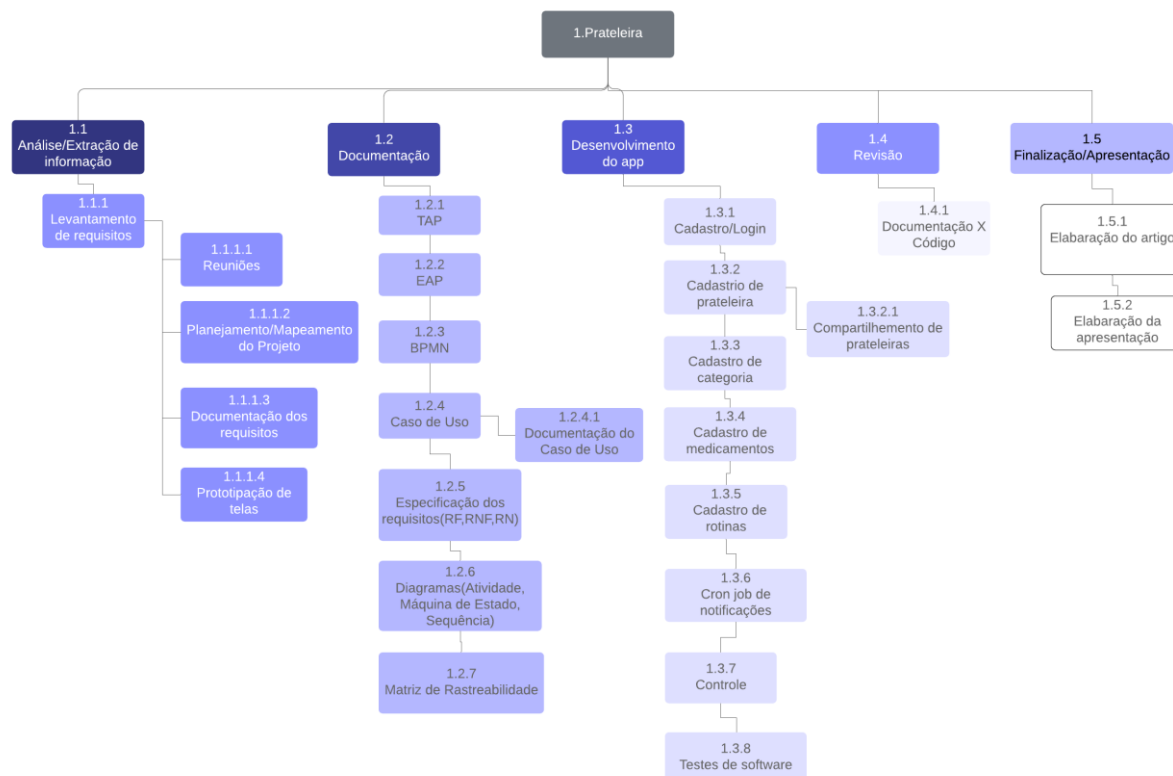 1.Prateleira
1.1
Análise/Extração de
informação
1.1.1
Levantamento
de requisitos
1.1.1.1
Reuniões
1.1.1.2
Planejamento/Mapeamento
do Projeto
1.1.1.3
Documentação dos
requisitos
1.1.1.4
Prototipação de
telas
1.2
Documentação
1.2.1
TAP
1.2.2
EAP
1.2.3
BPMN
1.2.4
Caso de Uso
1.2.4.1
Documentação do
Caso de Uso
1.2.5
Especificação dos
requisitos(RF,RNF,RN)
1.2.6
Diagramas(Atividade,
Máquina de Estado,
Sequência)
1.2.7
Matriz de Rastreabilidade
1.3
Desenvolvimento
do app
1.3.1
Cadastro/Login
1.3.2
Cadastrio de
prateleira
1.3.2.1
Compartilhemento de
prateleiras
1.3.3
Cadastro de
categoria
1.3.4
Cadastro de
medicamentos
1.3.5
Cadastro de
rotinas
1.3.6
Cron job de
notificações
1.3.7
Controle
1.3.8
Testes de software
1.4
Revisão
1.4.1
Documentação X
Código
1.5
Finalização/Apresentação
1.5.1
Elabaração do artigo
1.5.2
Elaboração da
apresentação